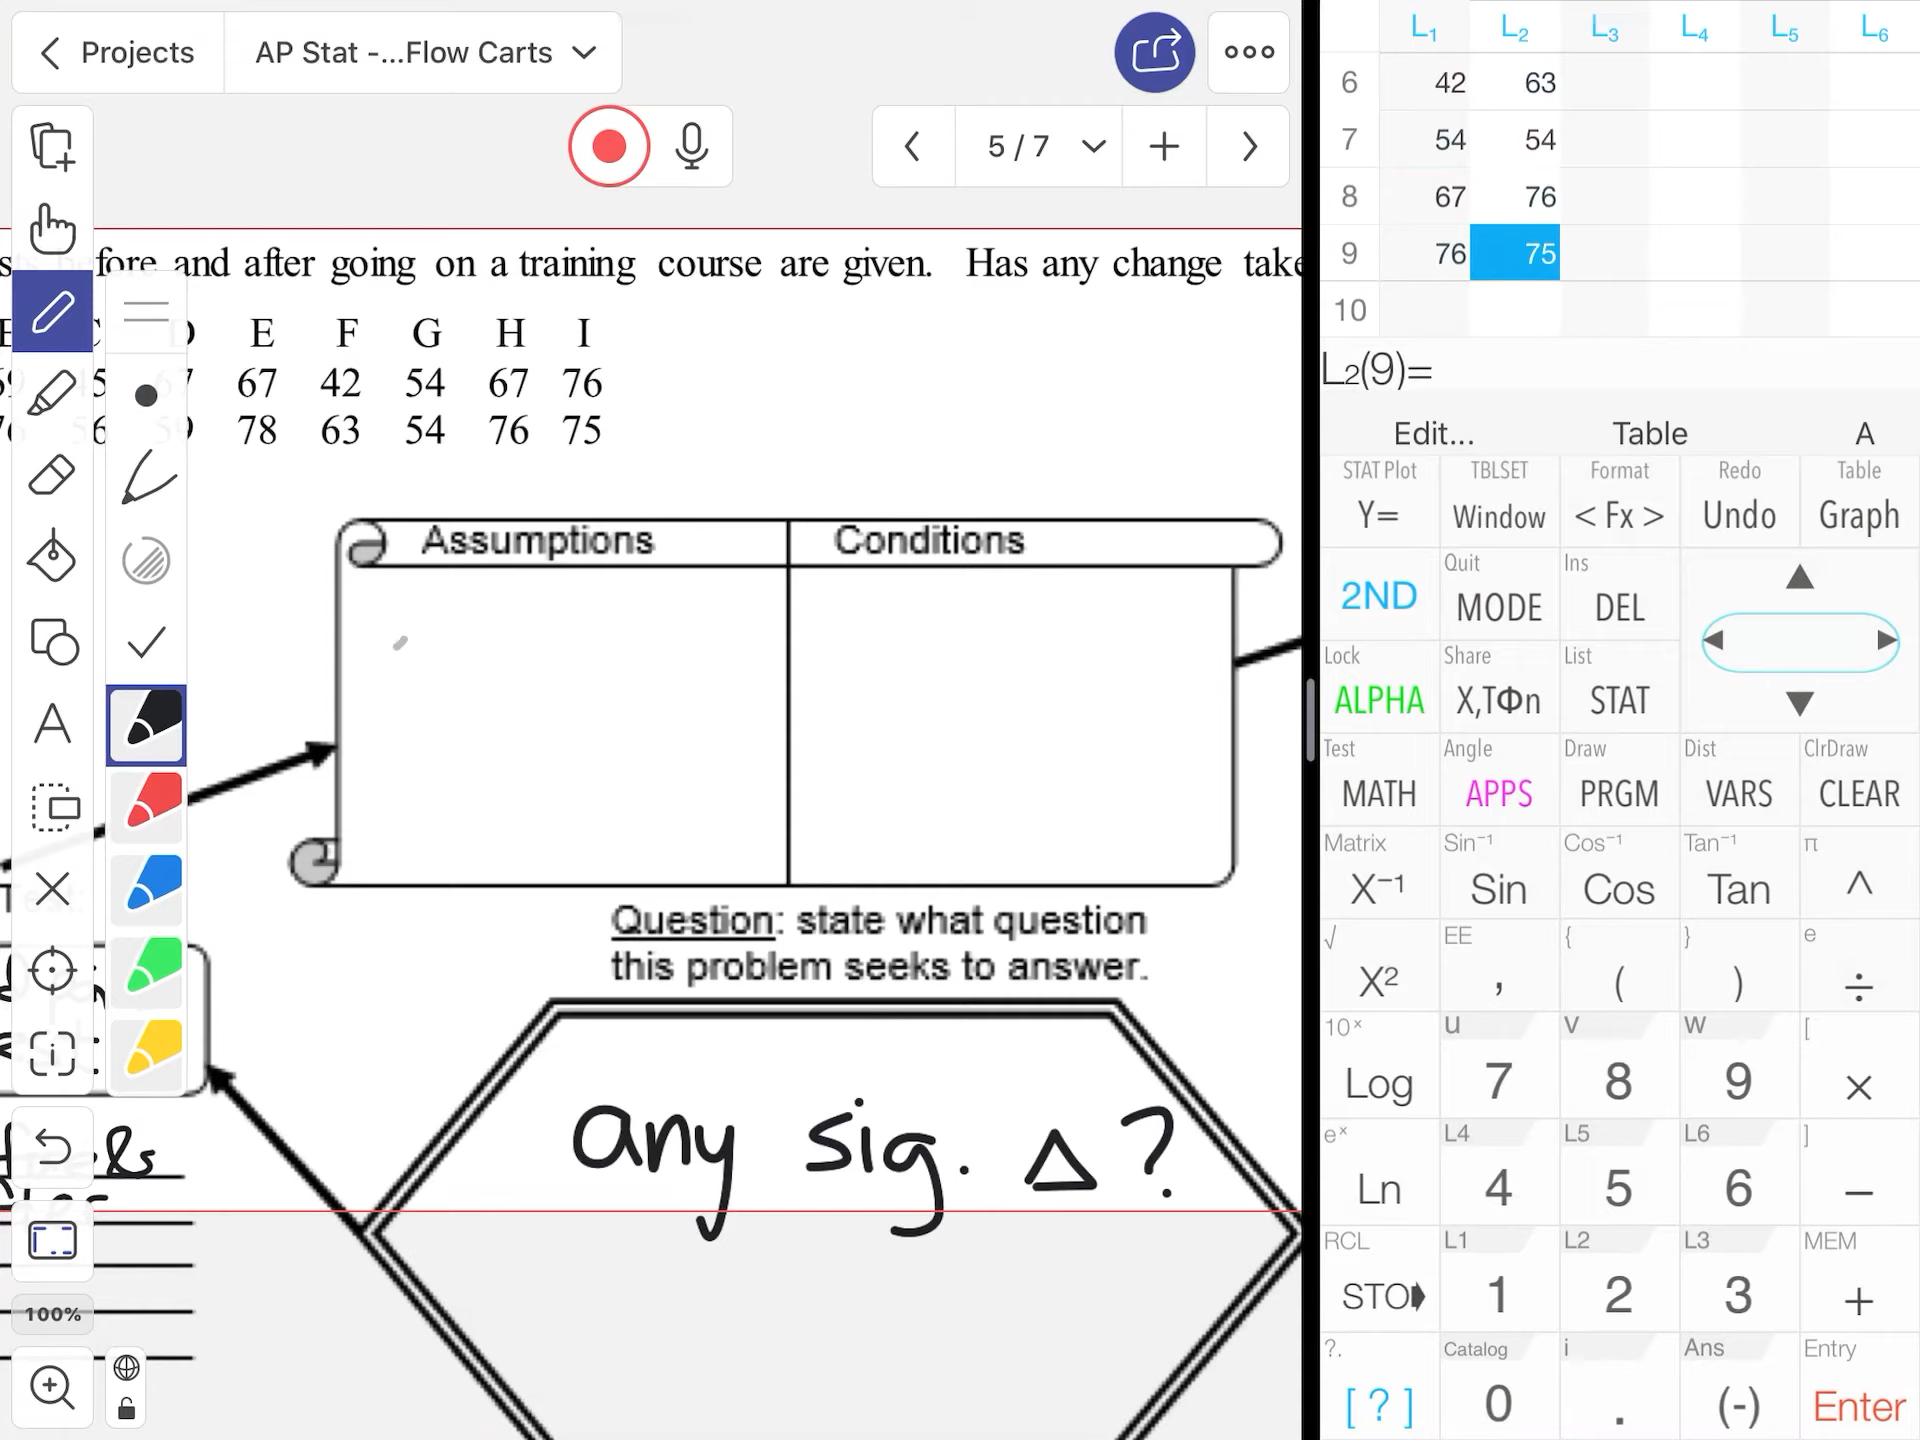 Projects
AP Stat -...Flow Carts
5 / 7
before and after going on a training course are given. Has any change take
E F G H I
67 42 54 67 76
78 63 54 76 75
Assumptions Conditions
Question: state what question
this problem seeks to answer.
any sig. Δ ?
100%
L1 L2 L3 L4 L5 L6
6 42 63
7 54 54
8 67 76
9 76 75
10
L2(9)=
Edit... Table A
STAT Plot TBLSET Format Redo Table
Y= Window < Fx > Undo Graph
Quit Ins
2ND MODE DEL
Lock Share List
ALPHA X,TΦn STAT
Test Angle Draw Dist ClrDraw
MATH APPS PRGM VARS CLEAR
Matrix Sin⁻¹ Cos⁻¹ Tan⁻¹ π
X⁻¹ Sin Cos Tan ^
√ EE { } e
X² , ( ) ÷
10ˣ u v w [
Log 7 8 9 ×
eˣ L4 L5 L6 ]
Ln 4 5 6 −
RCL L1 L2 L3 MEM
STO 1 2 3 +
?. Catalog i Ans Entry
[ ? ] 0 . (-) Enter